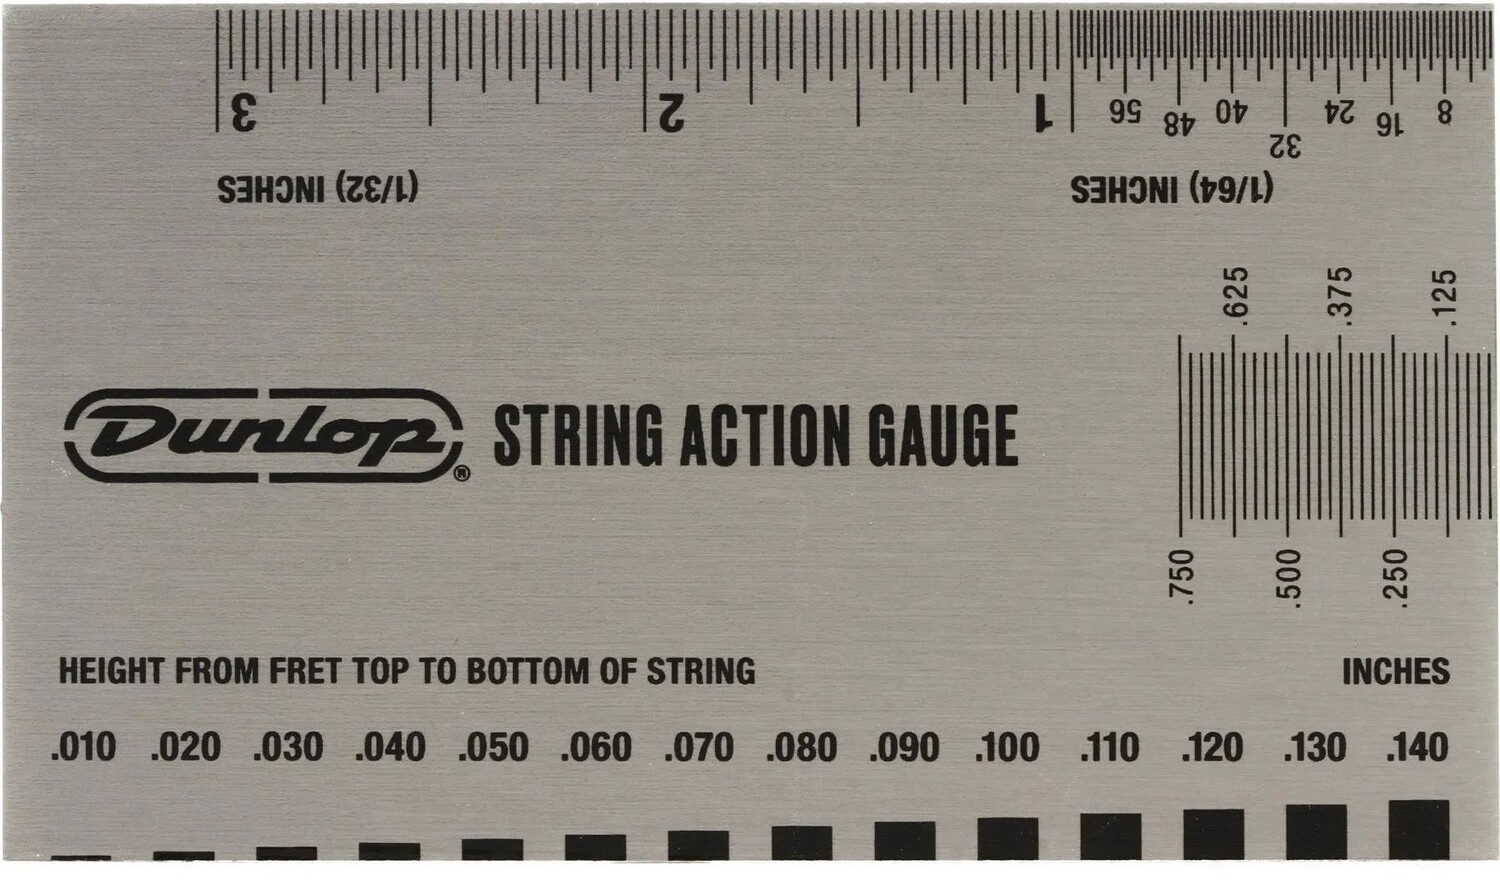 3 2 1 56 48 40 32 24 16 8
(1/32) INCHES (1/64) INCHES
.625 .375 .125
Dunlop® STRING ACTION GAUGE
.750 .500 .250
HEIGHT FROM FRET TOP TO BOTTOM OF STRING INCHES
.010 .020 .030 .040 .050 .060 .070 .080 .090 .100 .110 .120 .130 .140